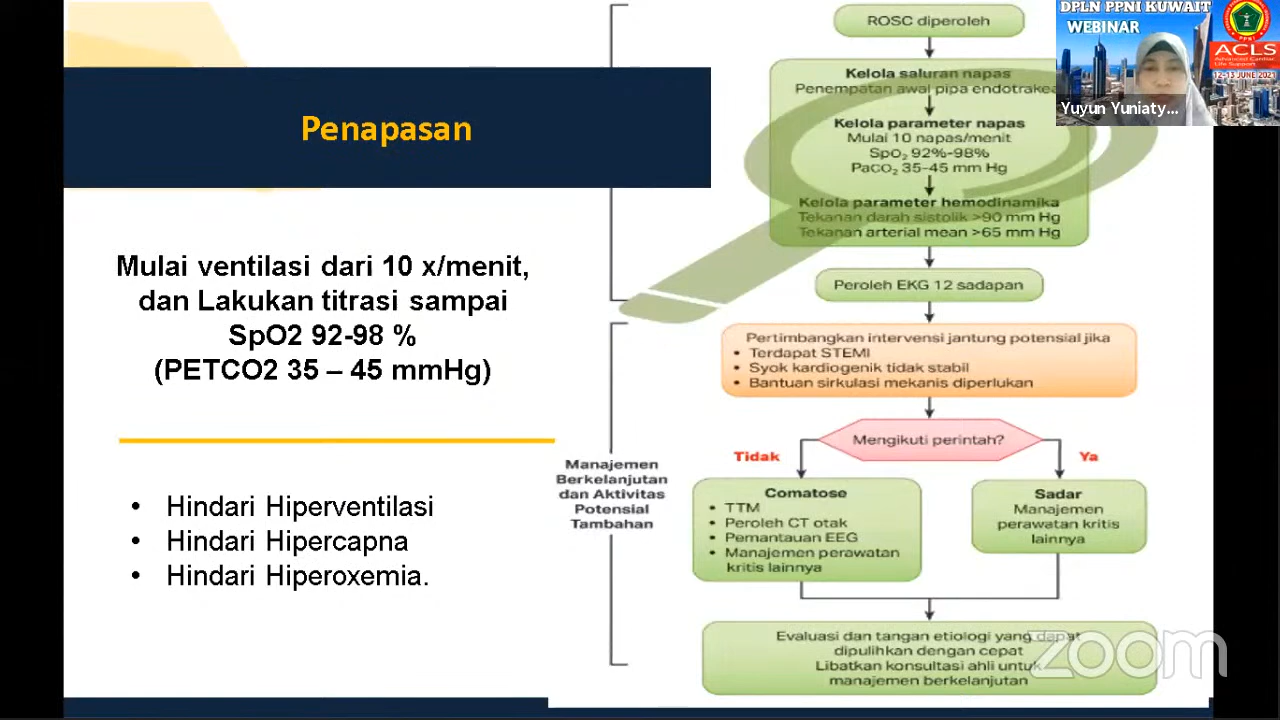 Penapasan
Mulai ventilasi dari 10 x/menit,
dan Lakukan titrasi sampai
SpO2 92-98 %
(PETCO2 35 – 45 mmHg)
• Hindari Hiperventilasi
• Hindari Hipercapna
• Hindari Hiperoxemia.
ROSC diperoleh
Kelola saluran napas
Penempatan awal pipa endotrakea
Kelola parameter napas
Mulai 10 napas/menit
SpO₂ 92%-98%
PaCO₂ 35-45 mm Hg
Kelola parameter hemodinamika
Tekanan darah sistolik >90 mm Hg
Tekanan arterial mean >65 mm Hg
Peroleh EKG 12 sadapan
Pertimbangkan intervensi jantung potensial jika
• Terdapat STEMI
• Syok kardiogenik tidak stabil
• Bantuan sirkulasi mekanis diperlukan
Mengikuti perintah?
Tidak
Ya
Manajemen
Berkelanjutan
dan Aktivitas
Potensial
Tambahan
Comatose
• TTM
• Peroleh CT otak
• Pemantauan EEG
• Manajemen perawatan
kritis lainnya
Sadar
Manajemen
perawatan kritis
lainnya
Evaluasi dan tangan etiologi yang dapat
dipulihkan dengan cepat
Libatkan konsultasi ahli untuk
manajemen berkelanjutan
DPLN PPNI KUWAIT
WEBINAR
PPNI
ACLS
Advanced Cardiac
Life Support
12-13 JUNE 2021
Yuyun Yuniaty...
zoom